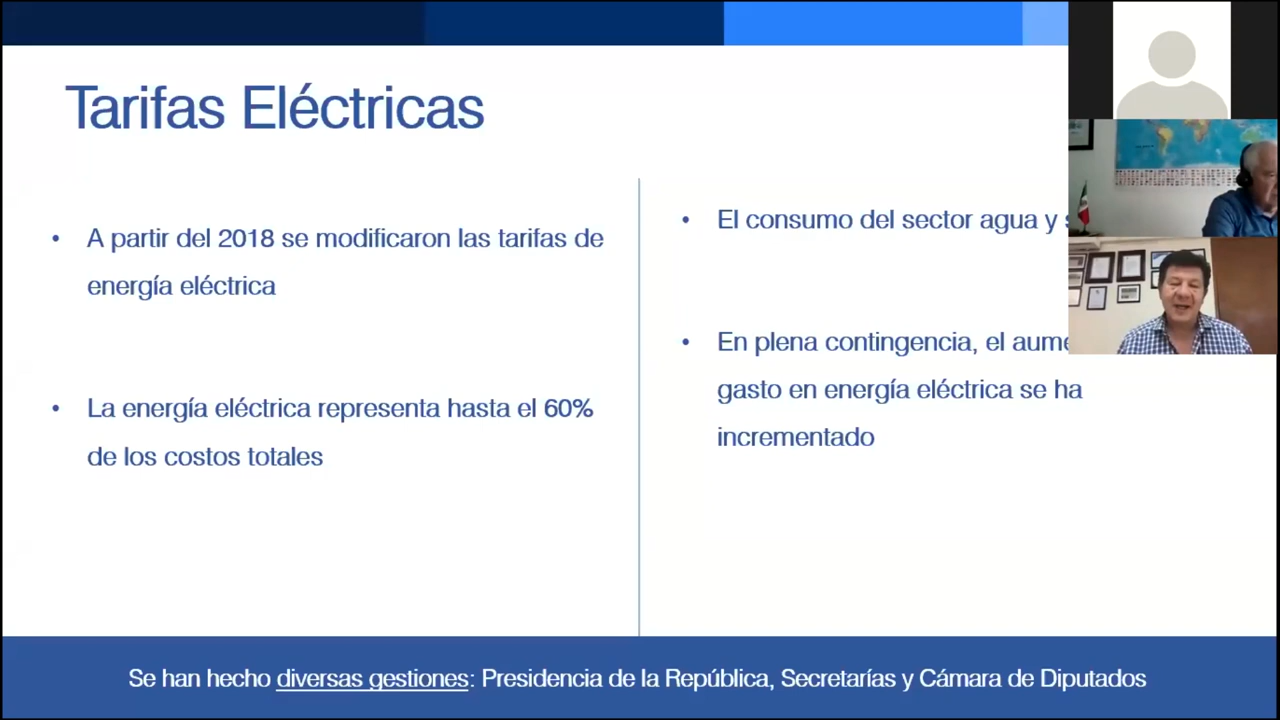 Tarifas Eléctricas
• A partir del 2018 se modificaron las tarifas de
energía eléctrica
• La energía eléctrica representa hasta el 60%
de los costos totales
• El consumo del sector agua y
• En plena contingencia, el
gasto en energía eléctrica se ha
incrementado
Se han hecho diversas gestiones: Presidencia de la República, Secretarías y Cámara de Diputados